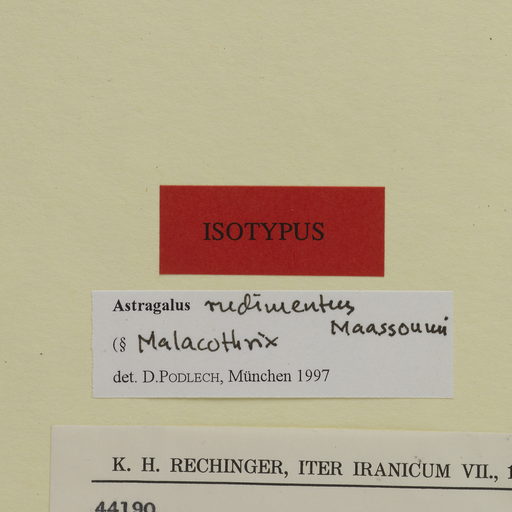 ISOTYPUS
Astragalus rudimentus
Maassoumi
(§ Malacothrix
det. D.PODLECH, München 1997
K. H. RECHINGER, ITER IRANICUM VII., 1
44190